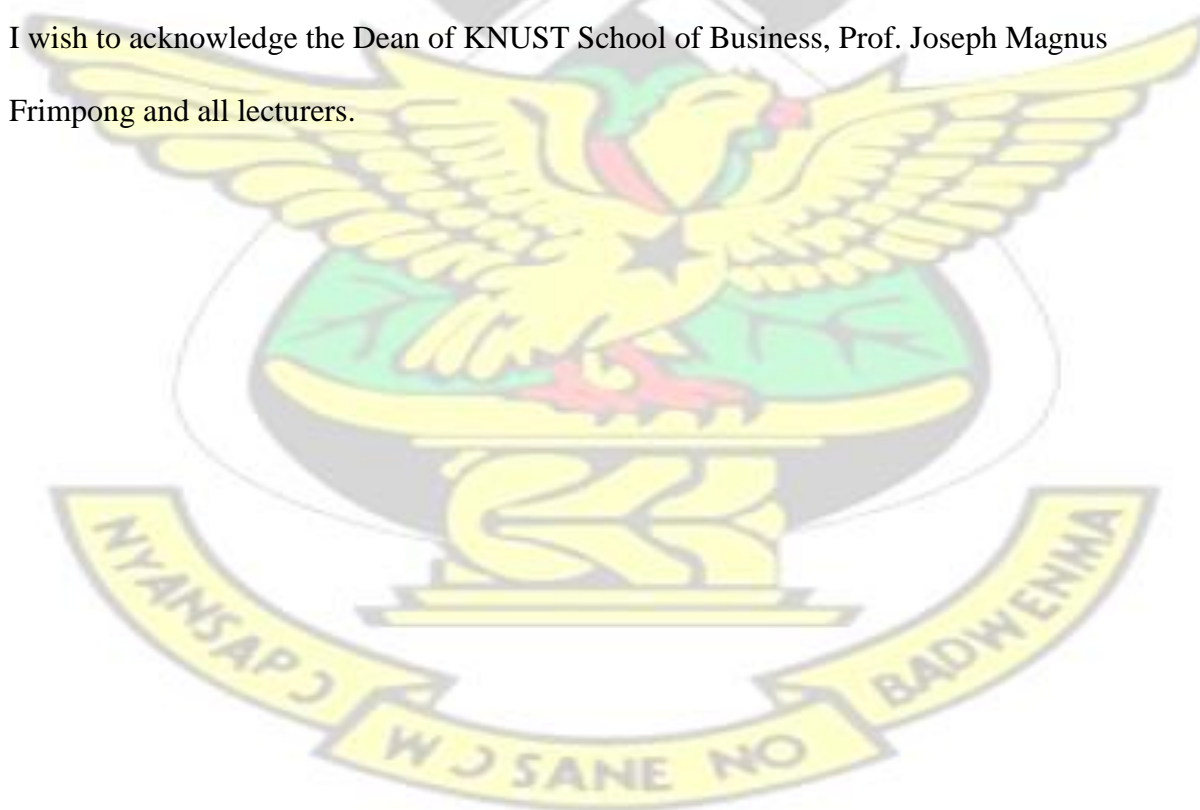 I wish to acknowledge the Dean of KNUST School of Business, Prof. Joseph Magnus
Frimpong and all lecturers.
NYANSAPƆ
WƆSANE NO
BADWENMA